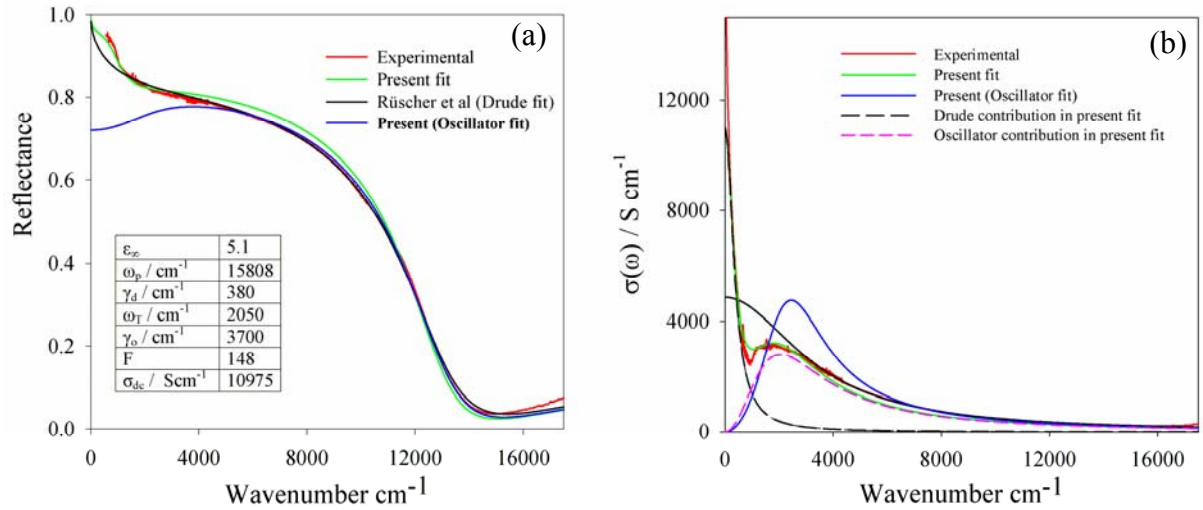 (a)
1.0
0.8
0.6
0.4
0.2
0.0
Reflectance
Experimental
Present fit
Rüscher et al (Drude fit)
Present (Oscillator fit)
ε∞ 5.1
ωp / cm-1 15808
γd / cm-1 380
ωT / cm-1 2050
γo / cm-1 3700
F 148
σdc / Scm-1 10975
0 4000 8000 12000 16000
Wavenumber cm-1
(b)
12000
8000
4000
0
σ(ω) / S cm-1
Experimental
Present fit
Present (Oscillator fit)
Drude contribution in present fit
Oscillator contribution in present fit
0 4000 8000 12000 16000
Wavenumber cm-1